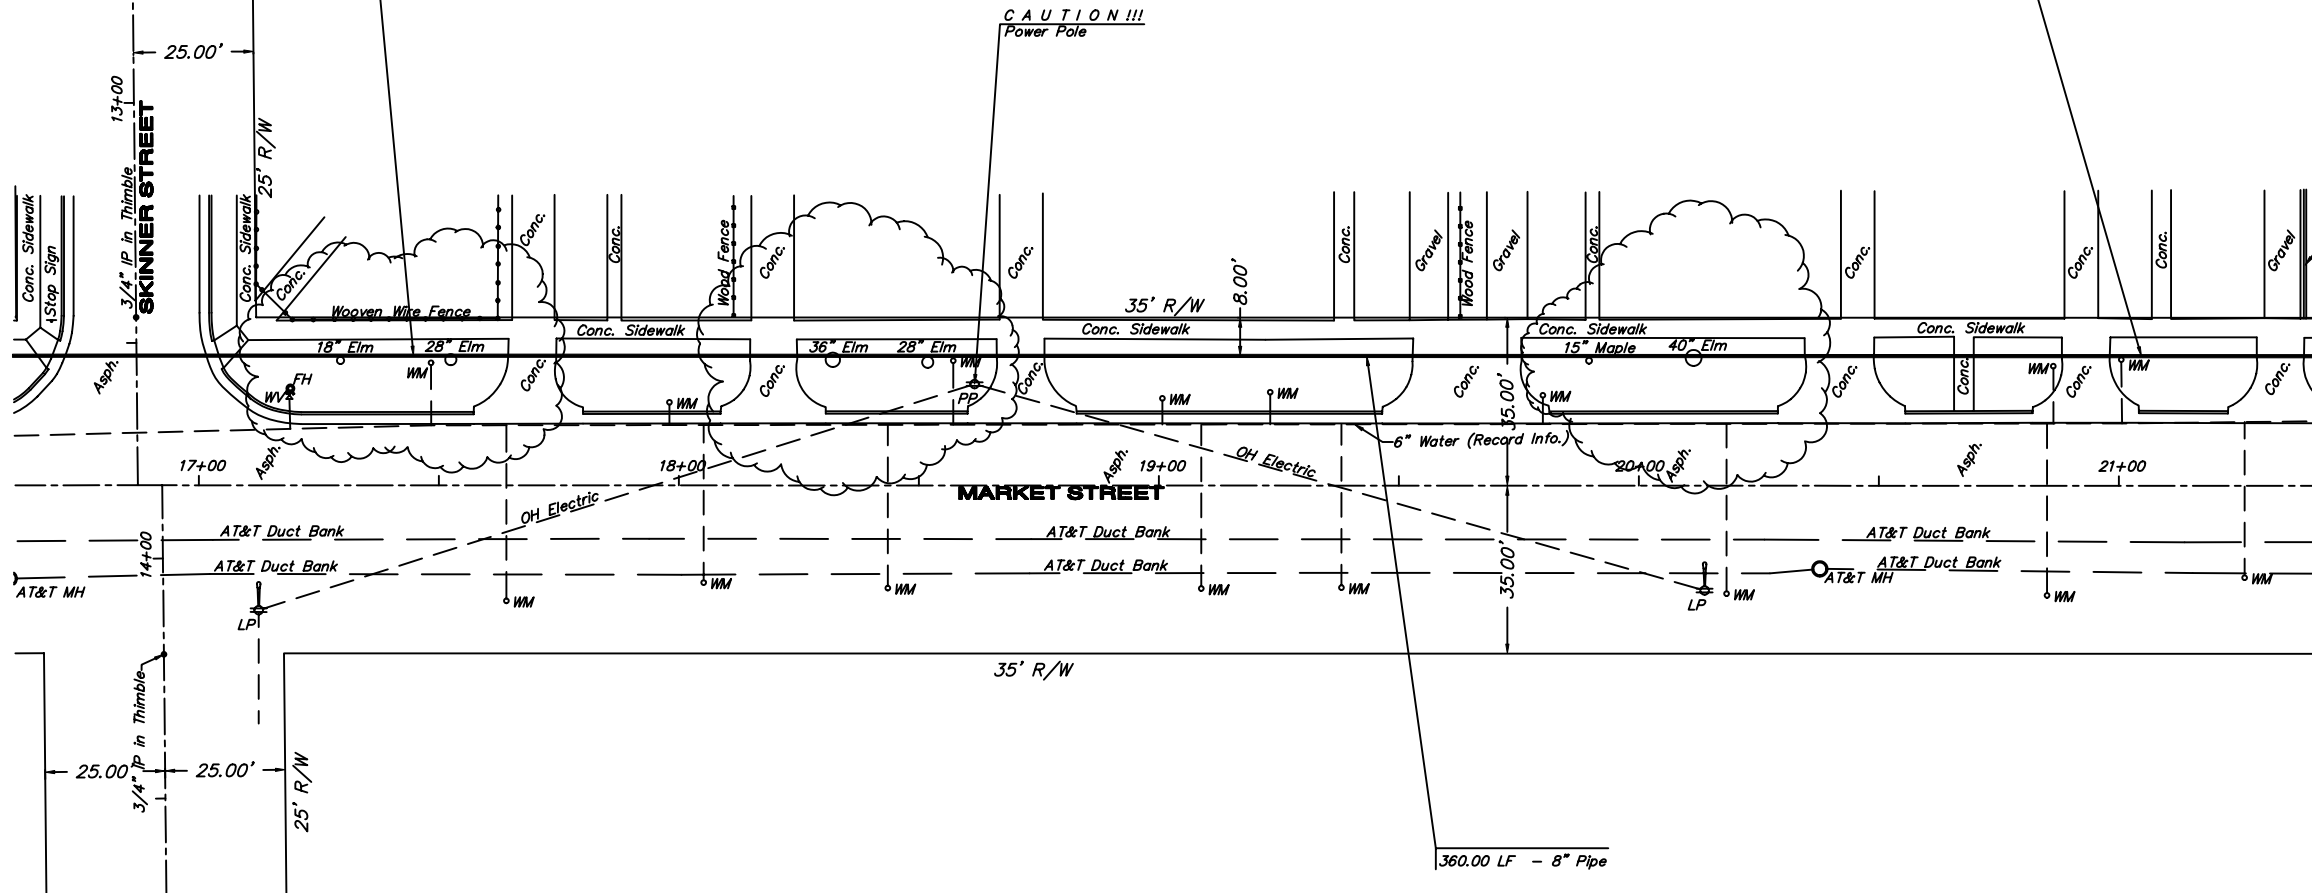 C A U T I O N !!!
Power Pole
25.00'
13+00
SKINNER STREET
3/4" IP in Thimble
25' R/W
Conc. Sidewalk
Stop Sign
Conc. Sidewalk
Conc.
Conc.
Conc.
Wood Fence
Conc.
Conc.
Conc.
Gravel
Wood Fence
Gravel
Conc.
Conc.
Conc.
Conc.
Gravel
Wooven Wire Fence
35' R/W
8.00'
Conc. Sidewalk
Conc. Sidewalk
Conc. Sidewalk
Conc. Sidewalk
18" Elm
28" Elm
36" Elm
28" Elm
15" Maple
40" Elm
Asph.
WM
Conc.
Conc.
WM
Conc.
Conc.
Conc.
Conc.
WM
Conc.
WM
Conc.
FH
WV
WM
PP
WM
WM
WM
35.00'
6" Water (Record Info.)
17+00
Asph.
18+00
Asph.
19+00
OH Electric
20+00
Asph.
Asph.
21+00
MARKET STREET
OH Electric
AT&T Duct Bank
AT&T Duct Bank
AT&T Duct Bank
14+00
AT&T Duct Bank
AT&T Duct Bank
AT&T Duct Bank
35.00'
AT&T MH
AT&T MH
LP
WM
WM
WM
WM
WM
LP
WM
WM
WM
35' R/W
3/4" IP in Thimble
25.00'
25.00'
25' R/W
360.00 LF - 8" Pipe